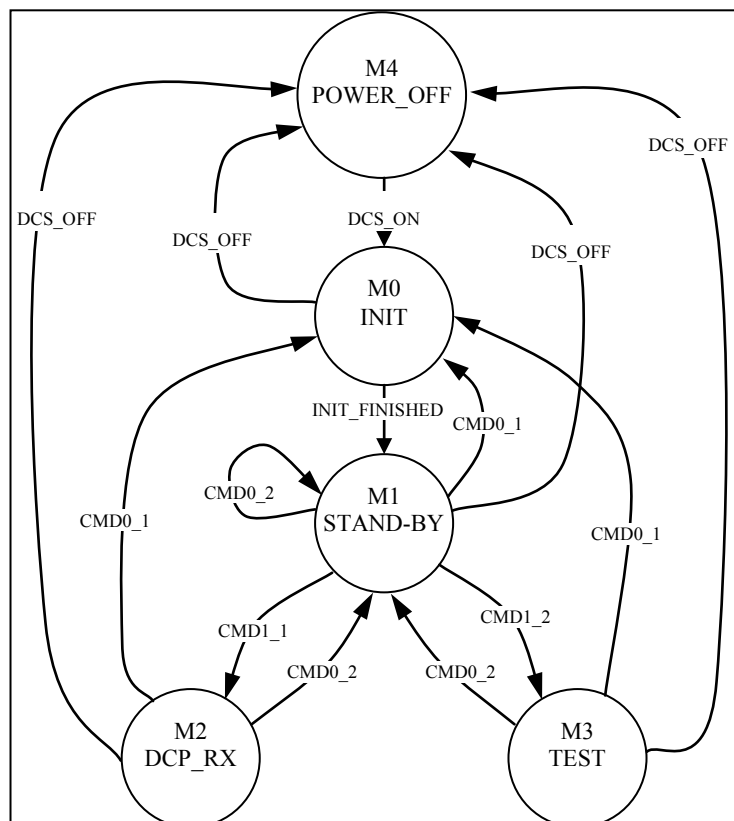 M4
POWER_OFF
DCS_OFF
DCS_OFF
DCS_ON
DCS_OFF
DCS_OFF
M0
INIT
INIT_FINISHED
CMD0_1
CMD0_2
M1
STAND-BY
CMD0_1
CMD0_1
CMD1_1
CMD1_2
CMD0_2
CMD0_2
M2
DCP_RX
M3
TEST